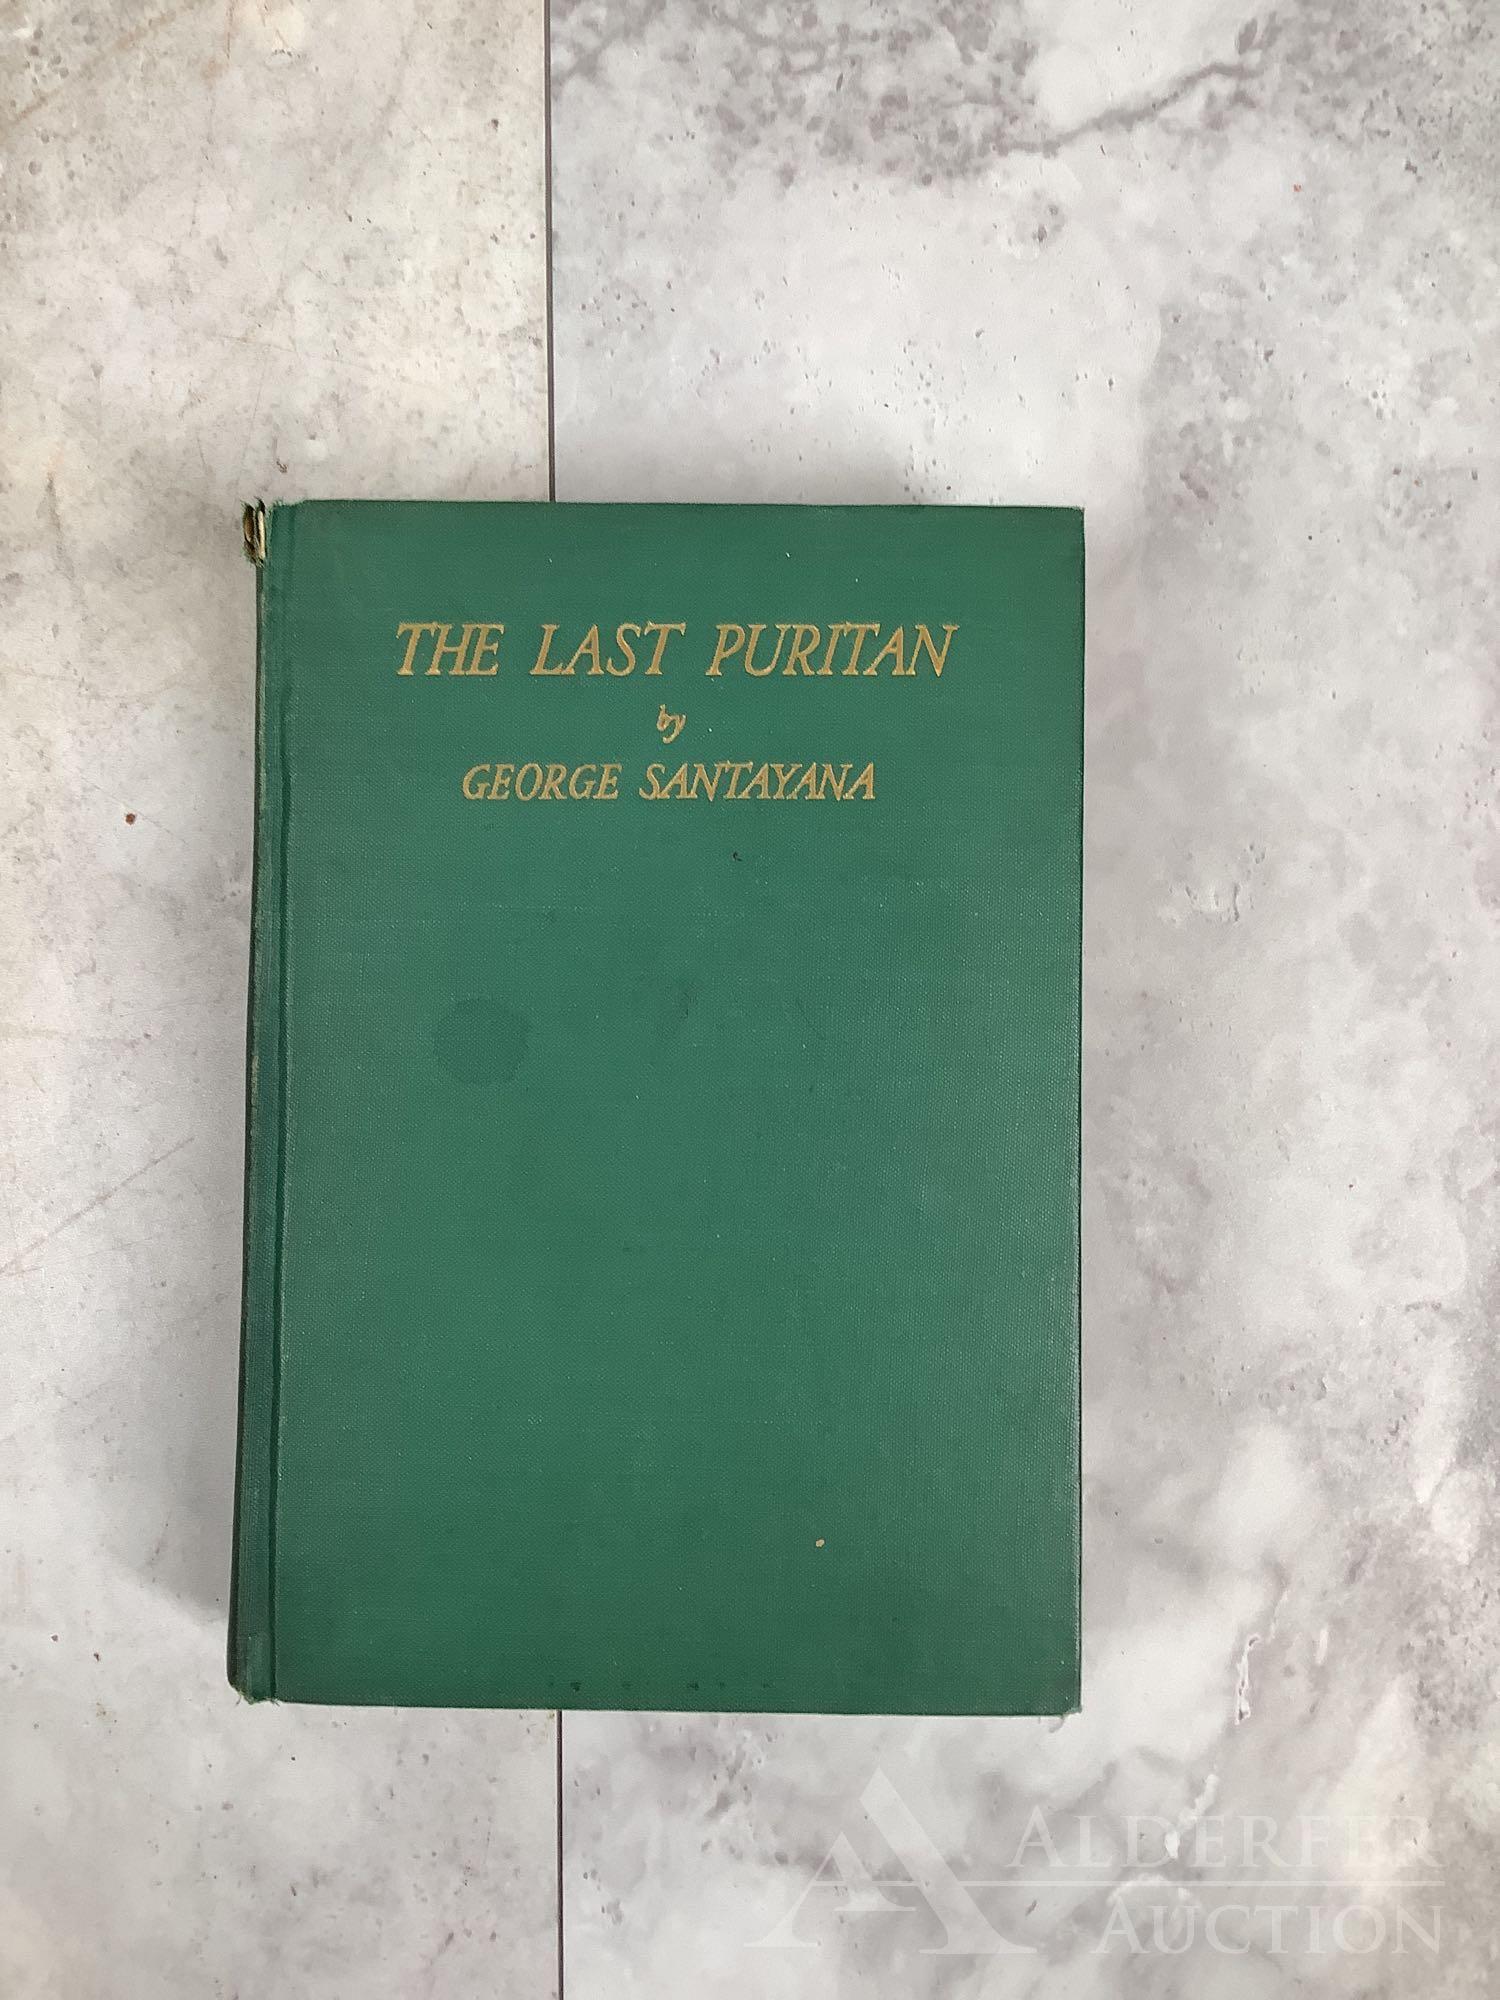 THE LAST PURITAN
by
GEORGE SANTAYANA
ALDERFER
AUCTION